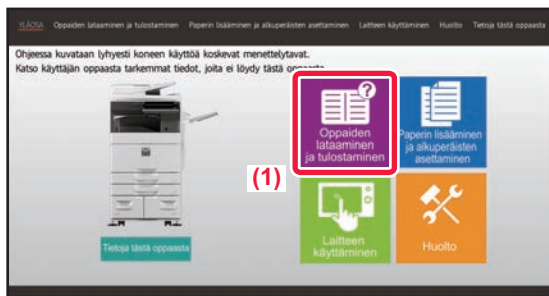 YLÄOSA Oppaiden lataaminen ja tulostaminen Paperin lisääminen ja alkuperäisten asettaminen Laitteen käyttäminen Huolto Tietoja tästä oppaasta
Ohjeessa kuvataan lyhyesti koneen käyttöä koskevat menettelytavat.
Katso käyttäjän oppaasta tarkemmat tiedot, joita ei löydy tästä oppaasta.
Oppaiden
lataaminen
ja tulostaminen
Paperin lisääminen
ja alkuperäisten
asettaminen
(1)
Laitteen
käyttäminen
Huolto
Tietoja tästä oppaasta